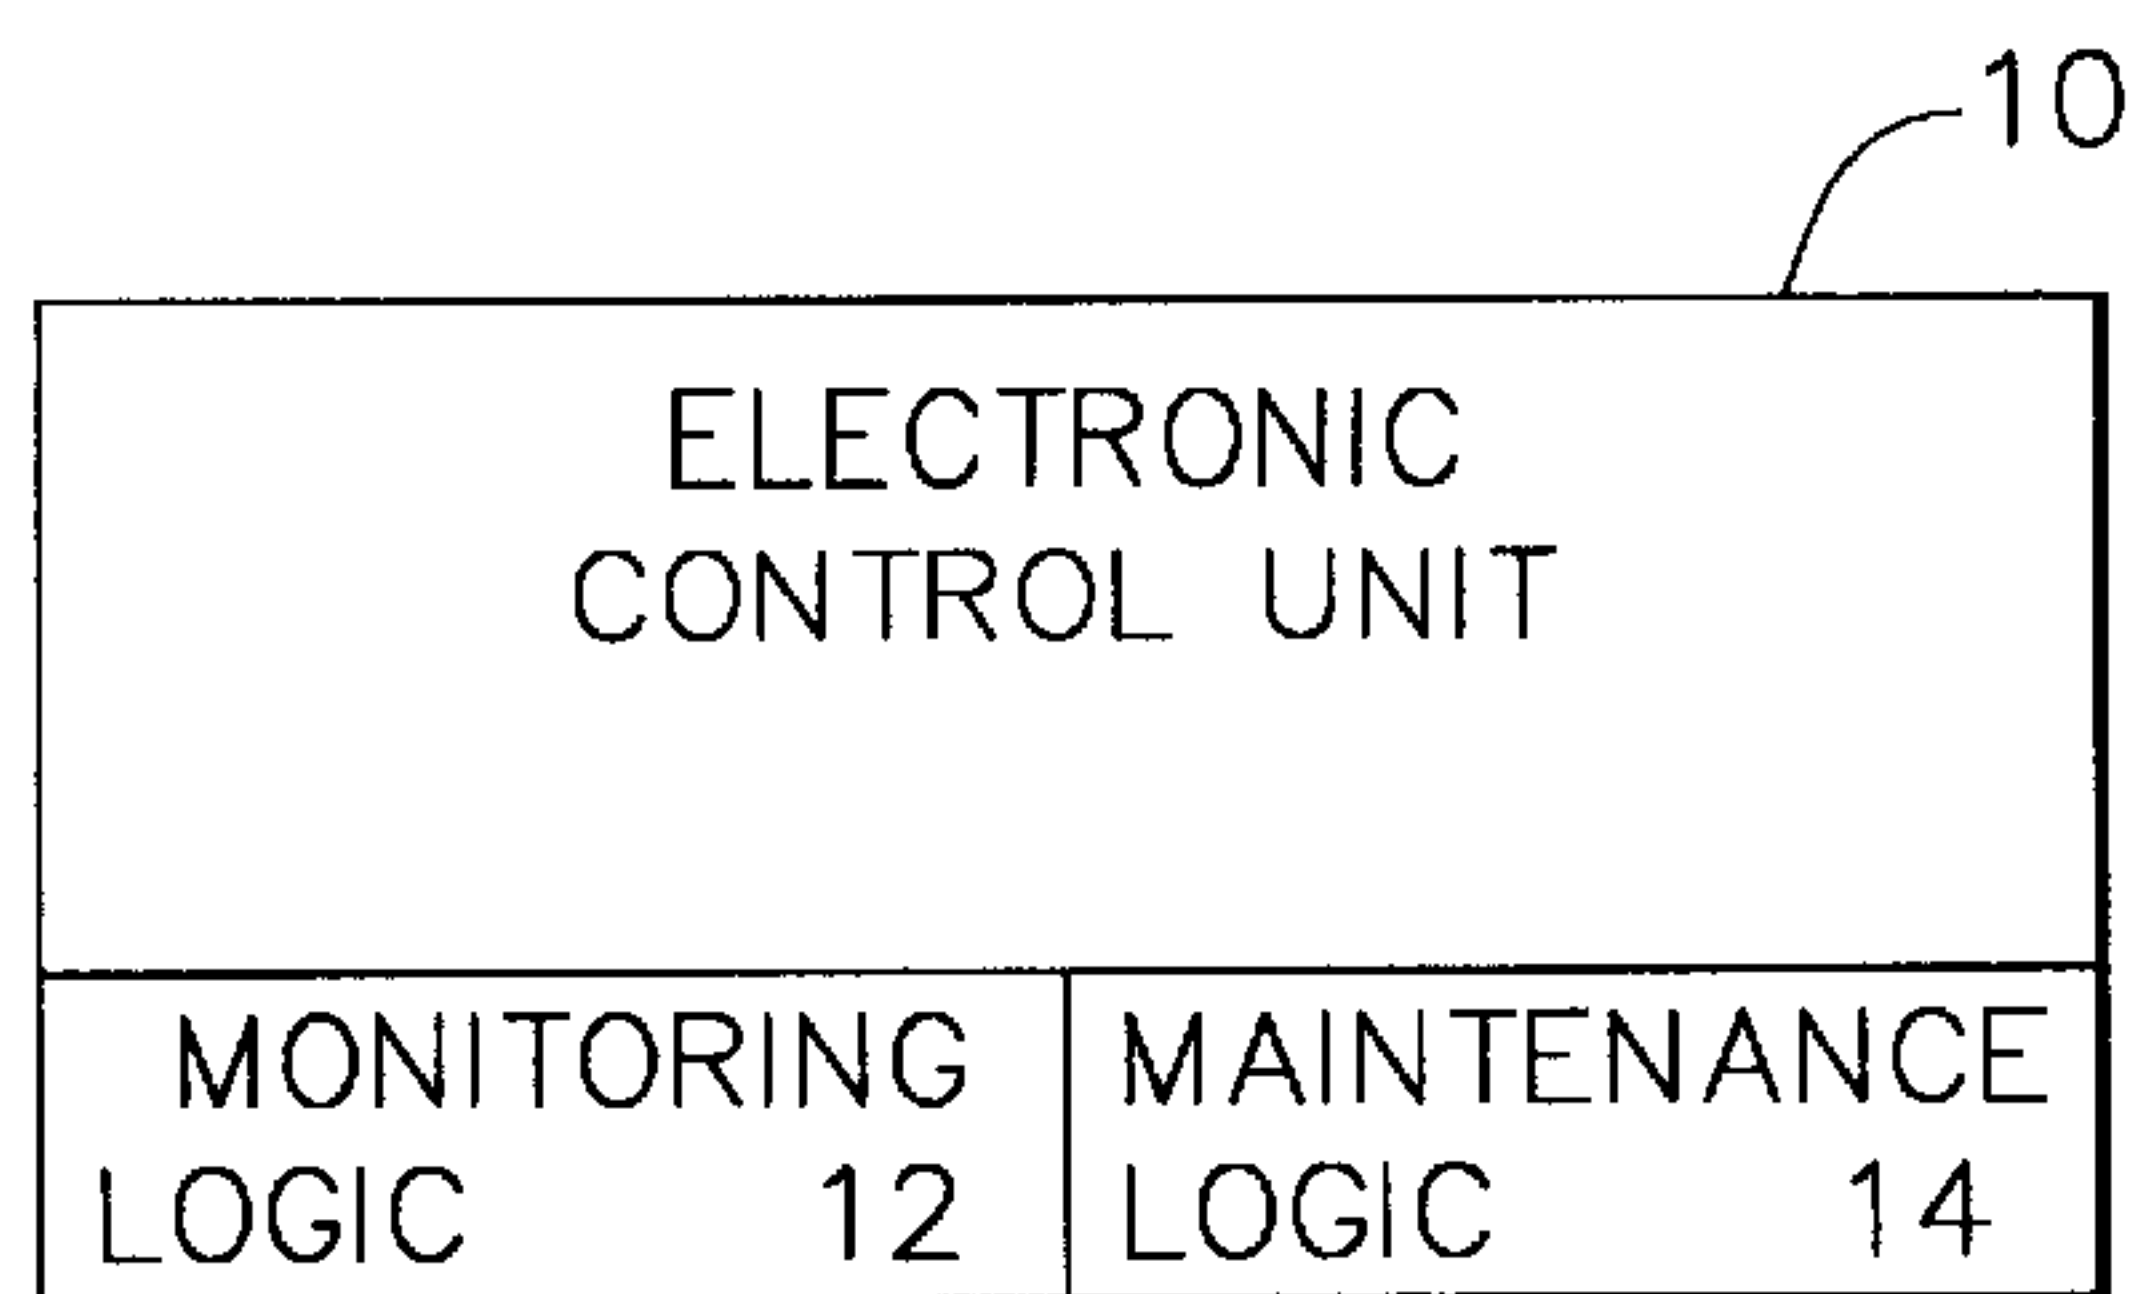 10
ELECTRONIC
CONTROL UNIT
MONITORING
LOGIC 12
MAINTENANCE
LOGIC 14